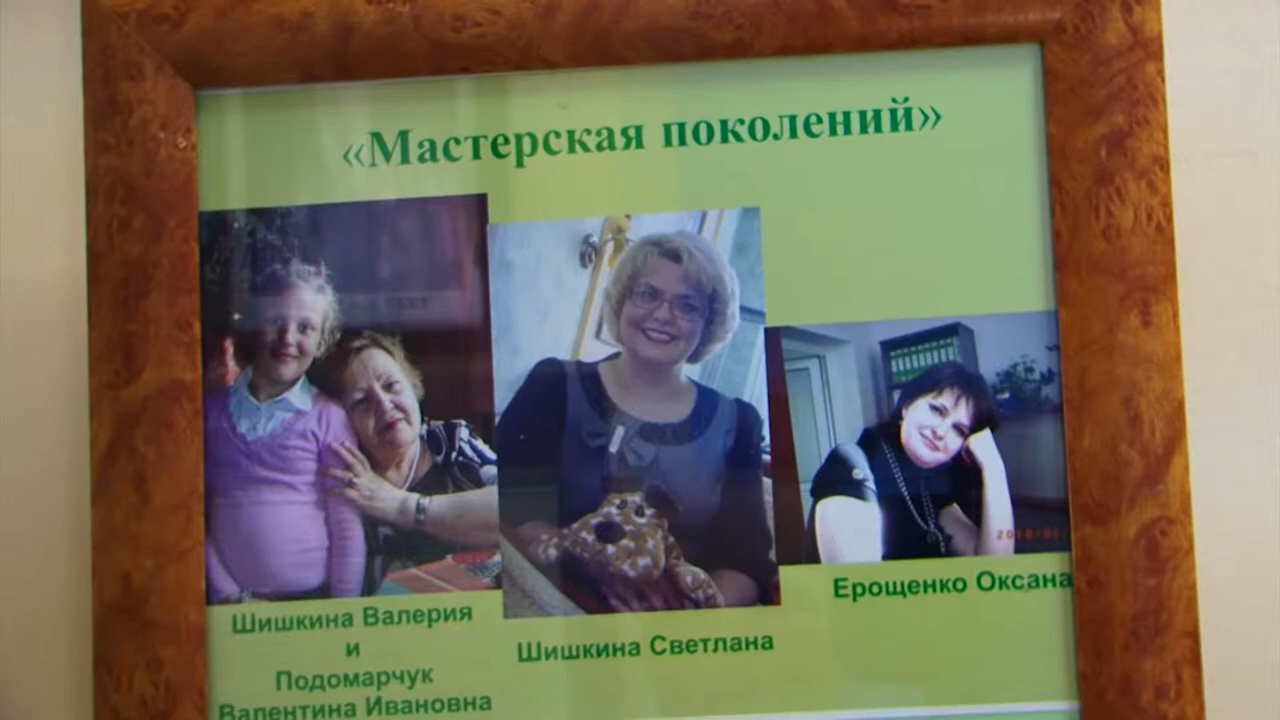 «Мастерская поколений»
Шишкина Валерия
и
Подомарчук
Валентина Ивановна
Шишкина Светлана
Ерощенко Оксана